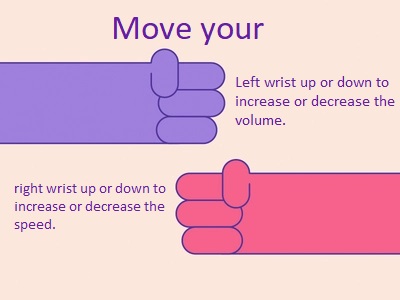 Move your
Left wrist up or down to
increase or decrease the
volume.
right wrist up or down to
increase or decrease the
speed.